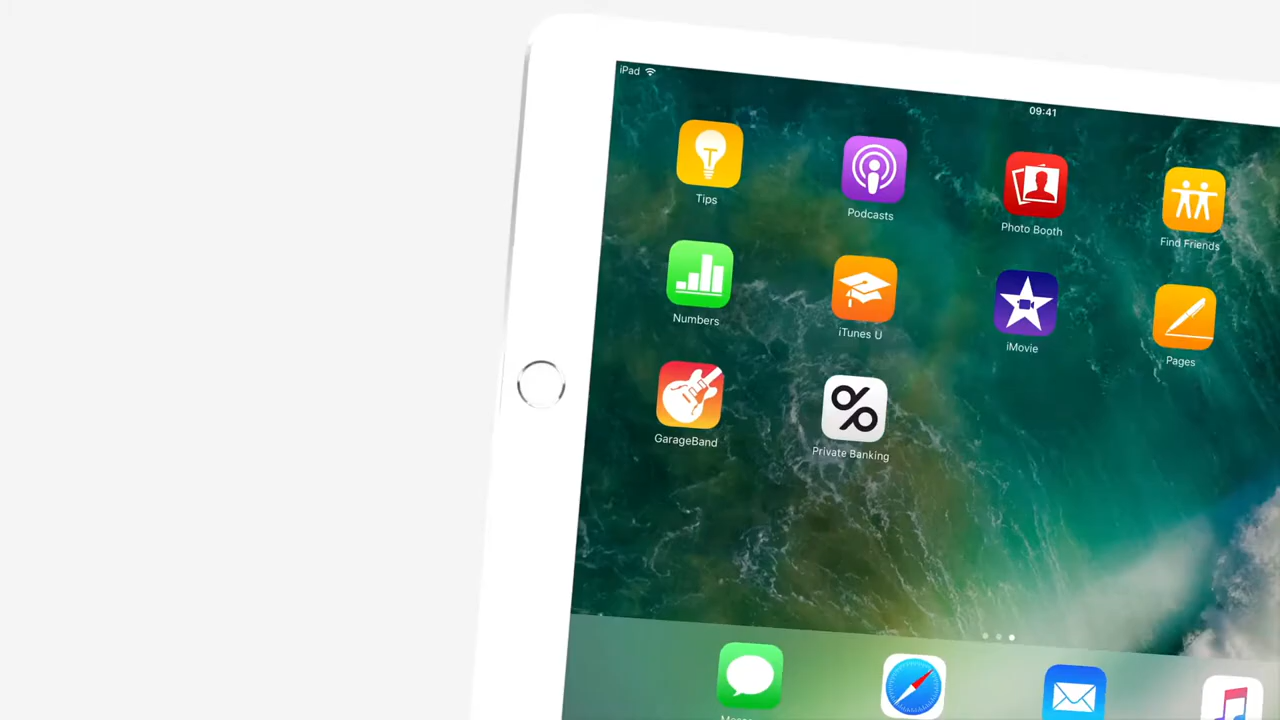 iPad
09:41
Tips
Podcasts
Photo Booth
Find Friends
Numbers
iTunes U
iMovie
Pages
GarageBand
Private Banking